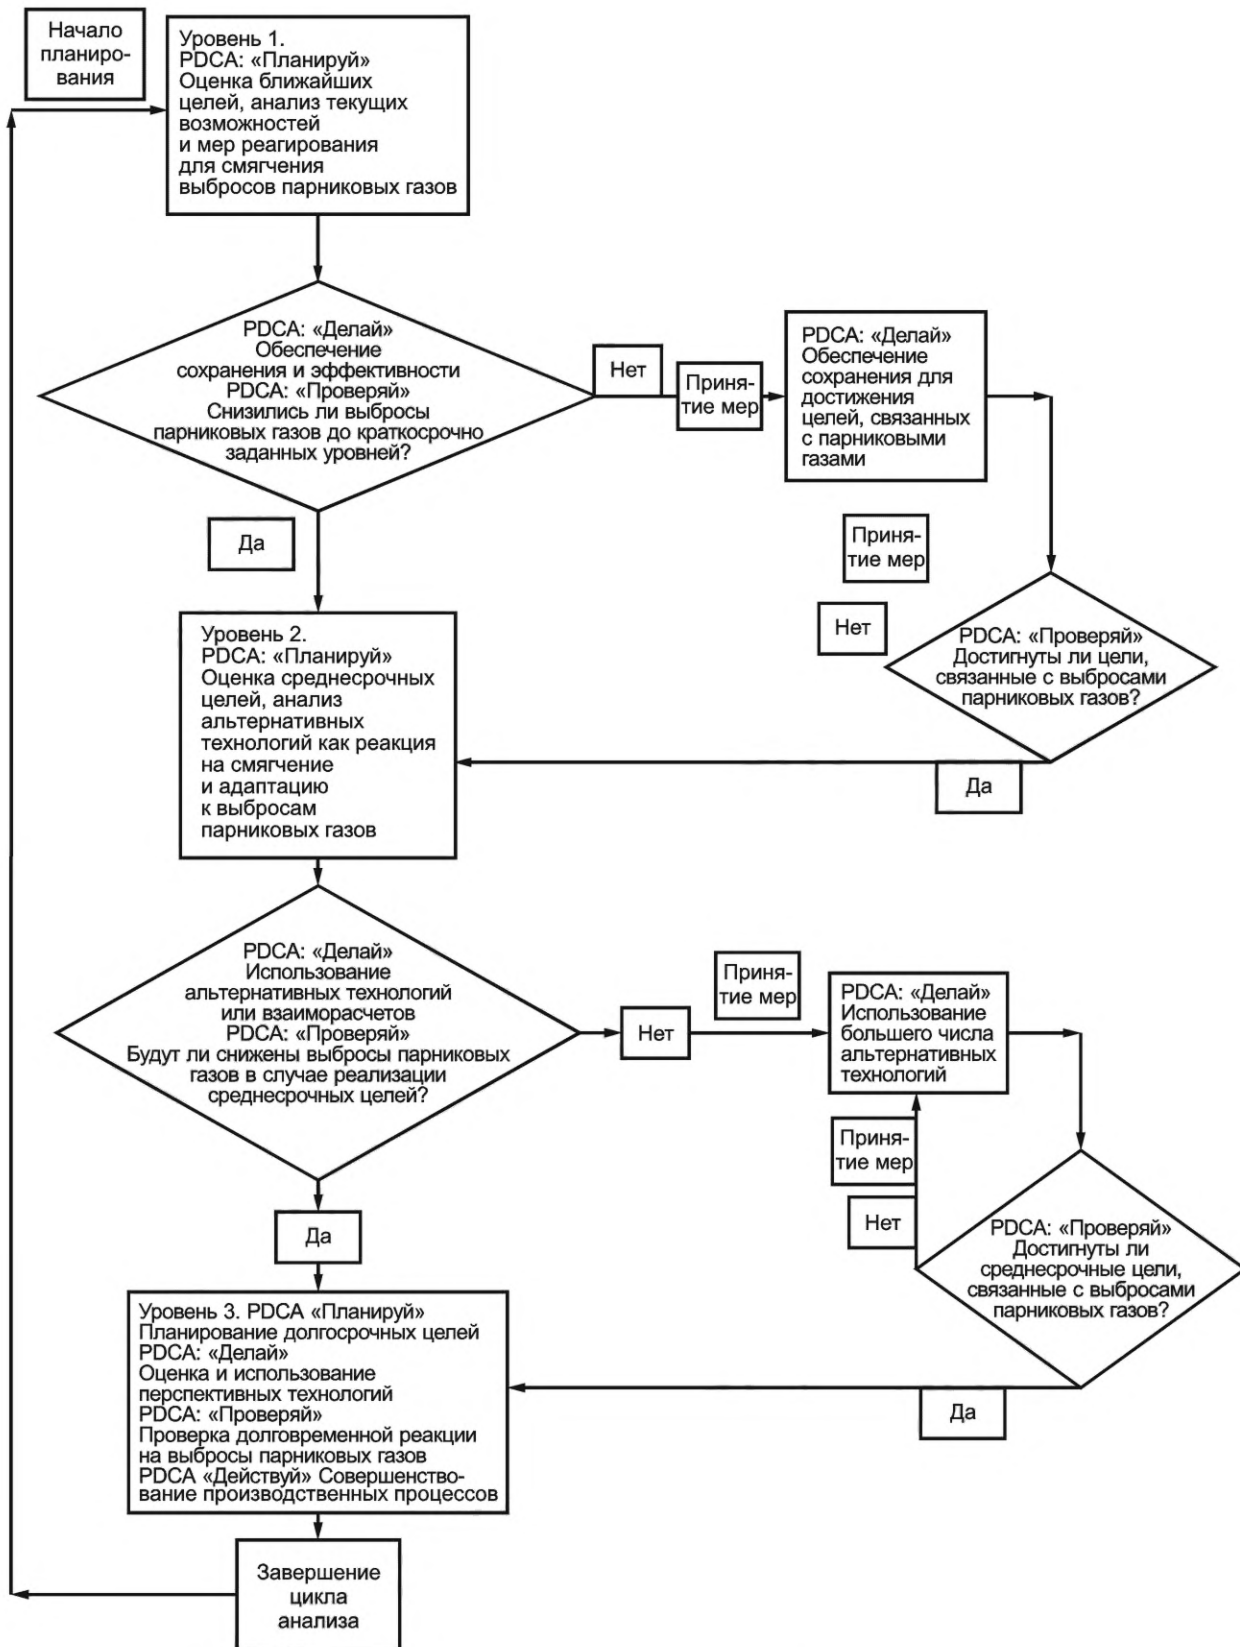 Начало
планиро-
вания
Уровень 1.
PDCA: «Планируй»
Оценка ближайших
целей, анализ текущих
возможностей
и мер реагирования
для смягчения
выбросов парниковых газов
PDCA: «Делай»
Обеспечение
сохранения и эффективности
PDCA: «Проверяй»
Снизились ли выбросы
парниковых газов до краткосрочно
заданных уровней?
Нет
Приня-
тие мер
PDCA: «Делай»
Обеспечение
сохранения для
достижения
целей, связанных
с парниковыми
газами
Да
Приня-
тие мер
Нет
PDCA: «Проверяй»
Достигнуты ли цели,
связанные с выбросами
парниковых газов?
Да
Уровень 2.
PDCA: «Планируй»
Оценка среднесрочных
целей, анализ
альтернативных
технологий как реакция
на смягчение
и адаптацию
к выбросам
парниковых газов
PDCA: «Делай»
Использование
альтернативных технологий
или взаиморасчетов
PDCA: «Проверяй»
Будут ли снижены выбросы парниковых
газов в случае реализации
среднесрочных целей?
Нет
Приня-
тие мер
PDCA: «Делай»
Использование
большего числа
альтернативных
технологий
Приня-
тие мер
Нет
PDCA: «Проверяй»
Достигнуты ли
среднесрочные цели,
связанные с выбросами
парниковых газов?
Да
Да
Уровень 3. PDCA «Планируй»
Планирование долгосрочных целей
PDCA: «Делай»
Оценка и использование
перспективных технологий
PDCA: «Проверяй»
Проверка долговременной реакции
на выбросы парниковых газов
PDCA «Действуй» Совершенство-
вание производственных процессов
Завершение
цикла
анализа